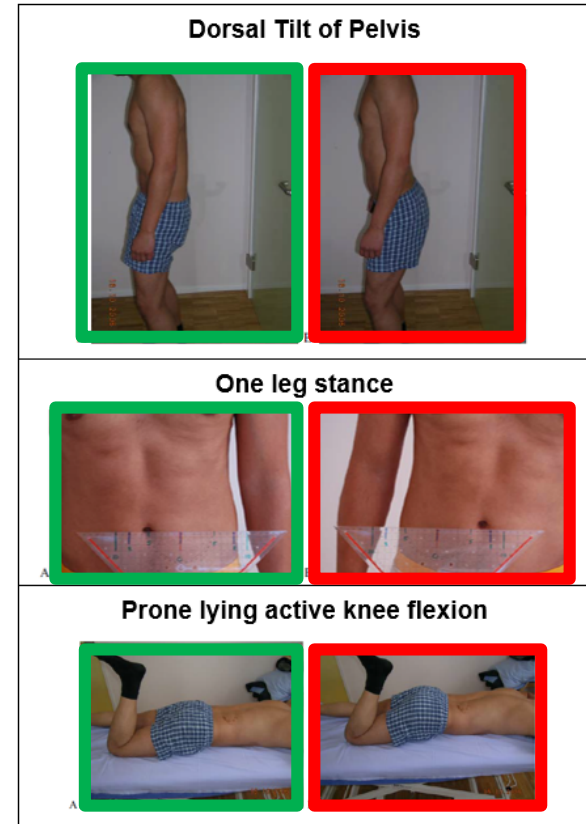 Dorsal Tilt of Pelvis
One leg stance
A
Prone lying active knee flexion
A